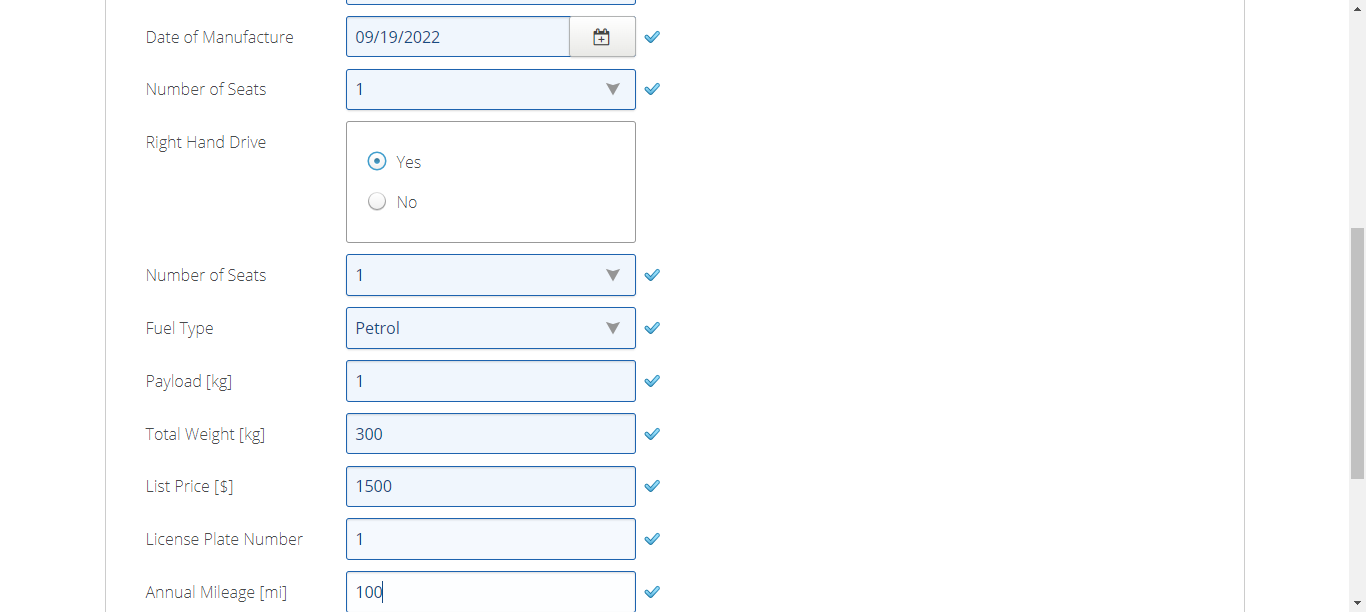 Date of Manufacture 09/19/2022
Number of Seats 1
Right Hand Drive
Yes
No
Number of Seats 1
Fuel Type Petrol
Payload [kg] 1
Total Weight [kg] 300
List Price [$] 1500
License Plate Number 1
Annual Mileage [mi] 100